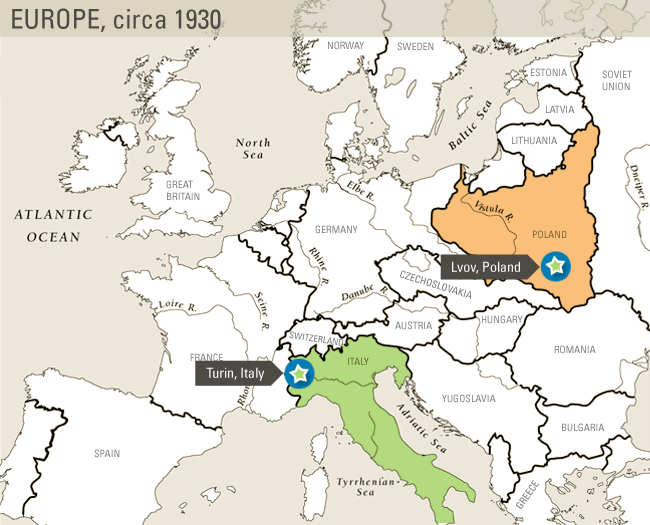 EUROPE, circa 1930
NORWAY
SWEDEN
ESTONIA
SOVIET
UNION
LATVIA
Baltic Sea
LITHUANIA
North
Sea
Dnieper R.
GREAT
BRITAIN
ATLANTIC
OCEAN
Elbe R.
Vistula R.
GERMANY
POLAND
Rhine R.
Lvov, Poland
CZECHOSLOVAKIA
Danube R.
Seine R.
Loire R.
AUSTRIA
HUNGARY
SWITZERLAND
ROMANIA
FRANCE
ITALY
Turin, Italy
Rhon
YUGOSLAVIA
Adriatic Sea
BULGARIA
SPAIN
Tyrrhenian
Sea
GREECE